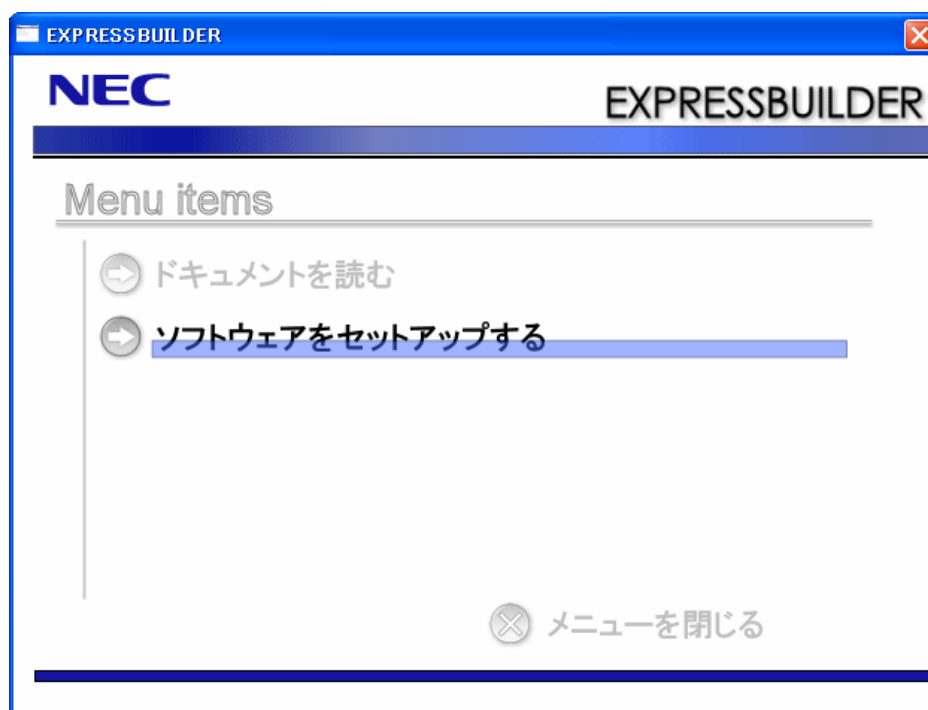 EXPRESSBUILDER
NEC
EXPRESSBUILDER
Menu items
ドキュメントを読む
ソフトウェアをセットアップする
メニューを閉じる